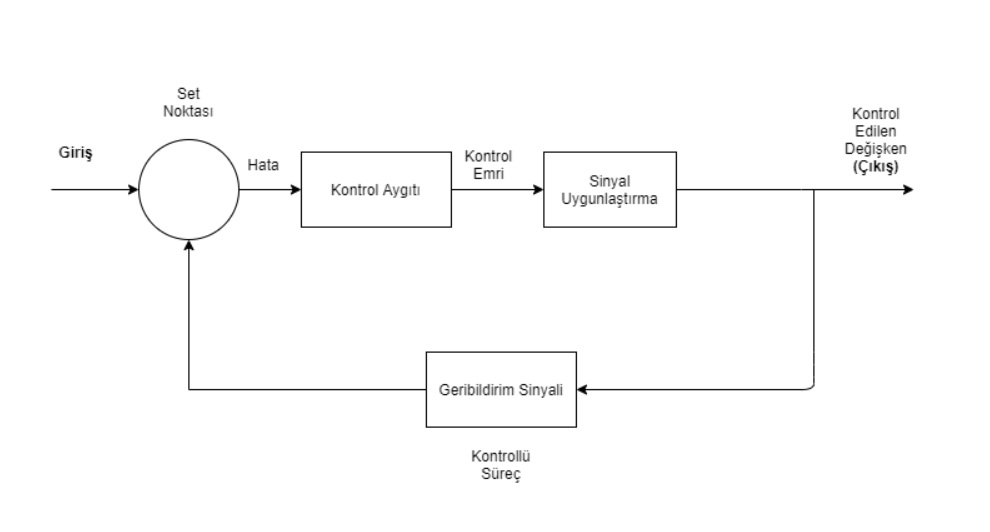 Set
Noktası
Giriş
Hata
Kontrol Aygıtı
Kontrol
Emri
Sinyal
Uygunlaştırma
Kontrol
Edilen
Değişken
(Çıkış)
Geribildirim Sinyali
Kontrollü
Süreç